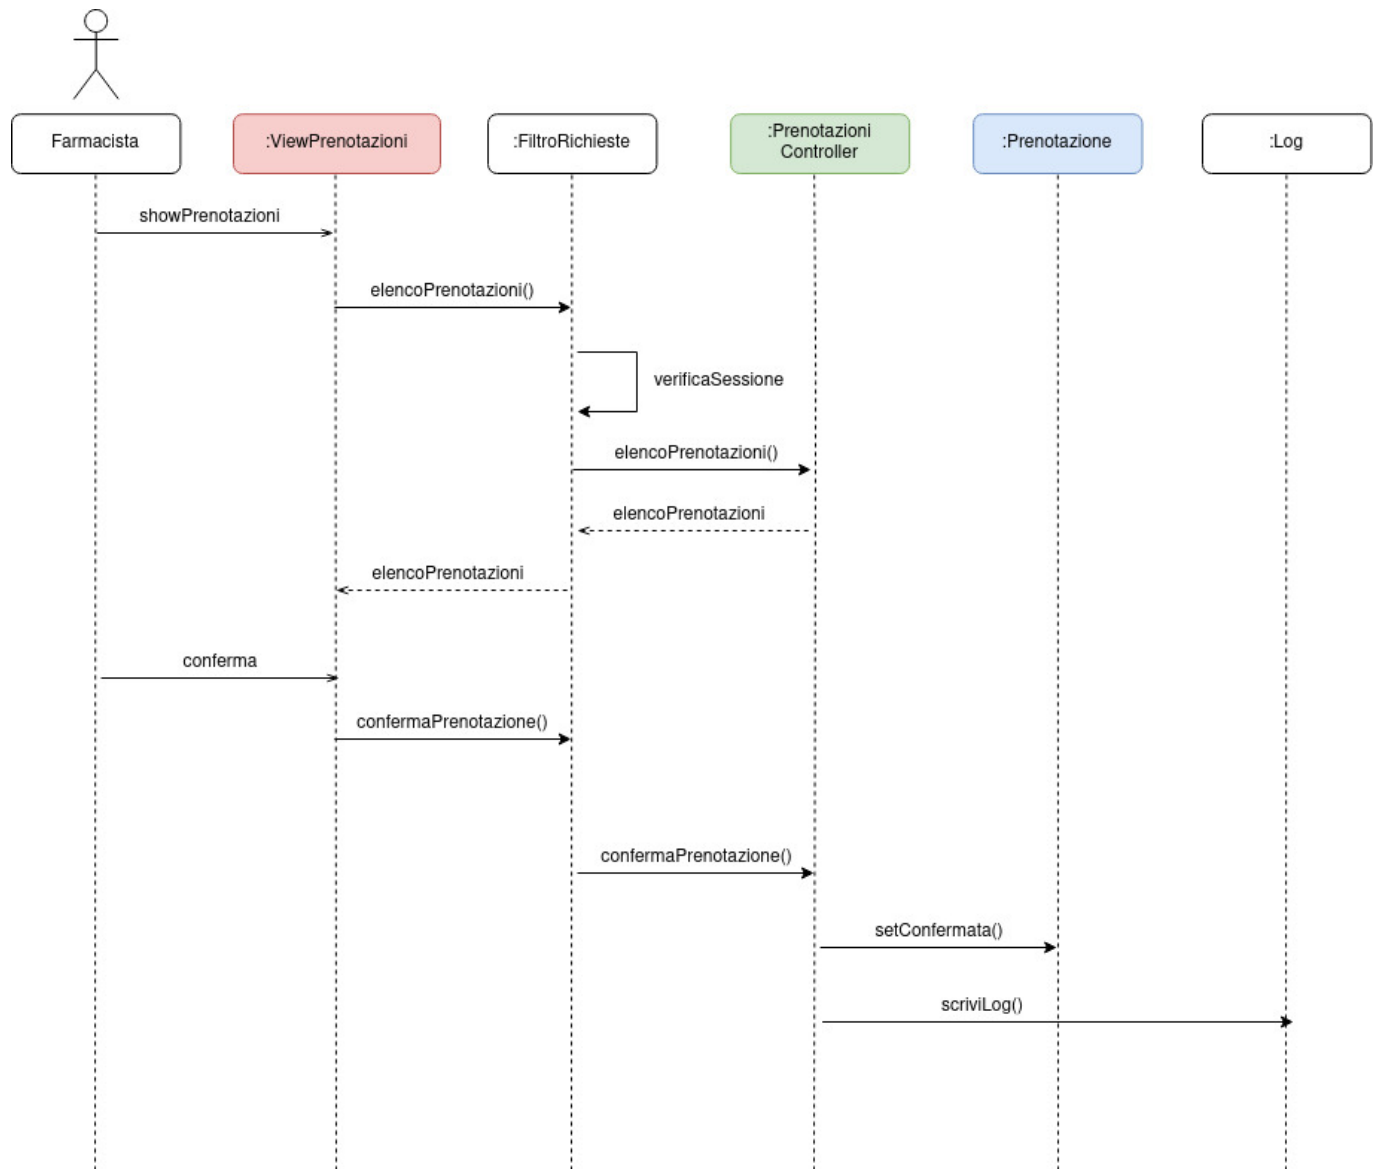 Farmacista
:ViewPrenotazioni
:FiltroRichieste
:Prenotazioni
Controller
:Prenotazione
:Log
showPrenotazioni
elencoPrenotazioni()
verificaSessione
elencoPrenotazioni()
elencoPrenotazioni
elencoPrenotazioni
conferma
confermaPrenotazione()
confermaPrenotazione()
setConfermata()
scriviLog()